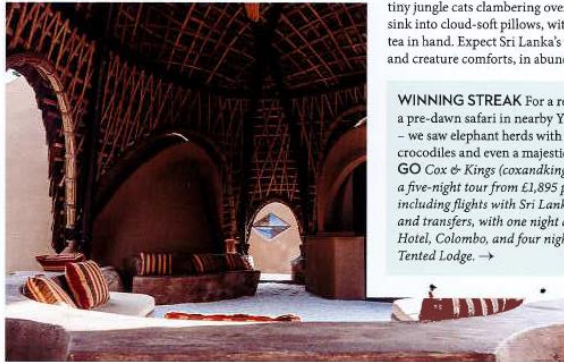 tiny jungle cats clambering over
sink into cloud-soft pillows, wit
tea in hand. Expect Sri Lanka's
and creature comforts, in abun
WINNING STREAK For a re
a pre-dawn safari in nearby Y
– we saw elephant herds with
crocodiles and even a majestic
GO Cox & Kings (coxandking
a five-night tour from £1,895 p
including flights with Sri Lank
and transfers, with one night a
Hotel, Colombo, and four nigh
Tented Lodge. →